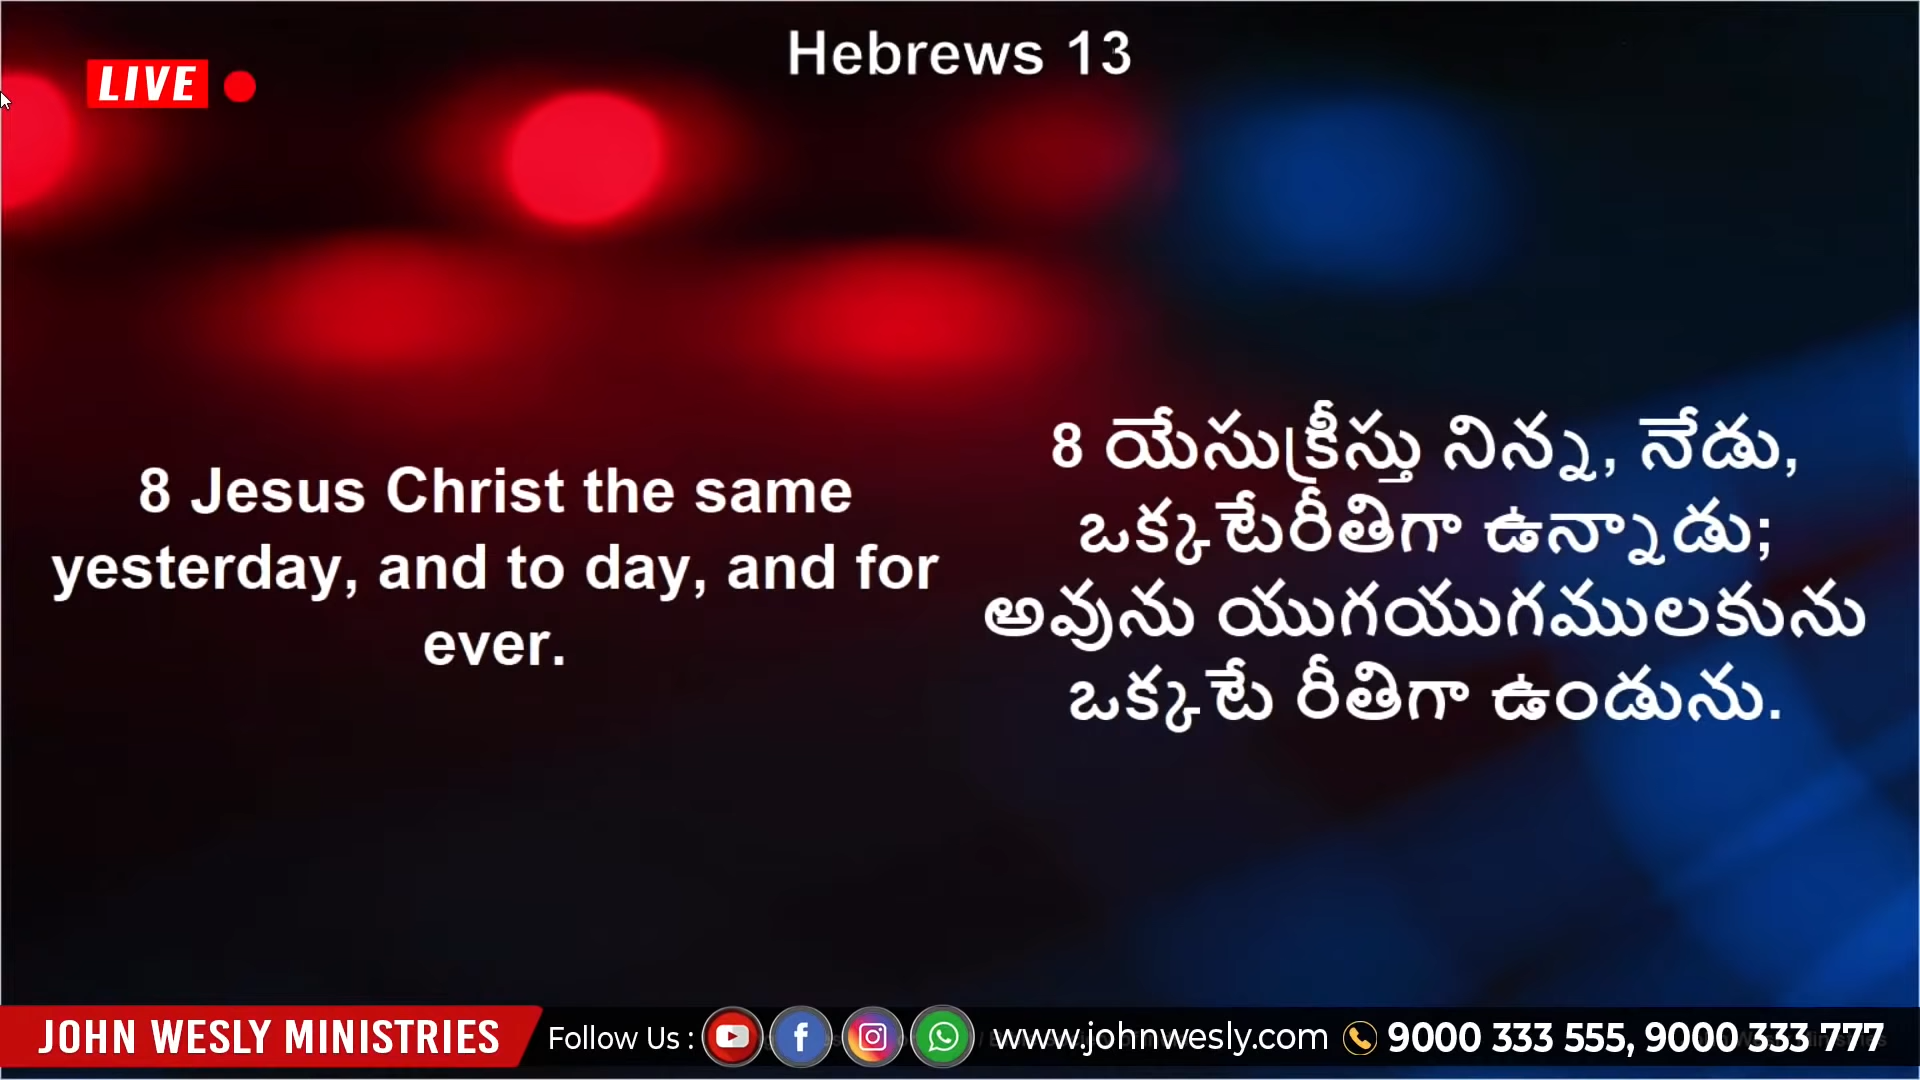 Hebrews 13
LIVE
8 Jesus Christ the same
yesterday, and to day, and for
ever.
8 యేసుక్రీస్తు నిన్న, నేడు,
ఒక్కటేరీతిగా ఉన్నాడు;
అవును యుగయుగములకును
ఒక్కటే రీతిగా ఉండును.
JOHN WESLY MINISTRIES
Follow Us :
www.johnwesly.com
9000 333 555, 9000 333 777